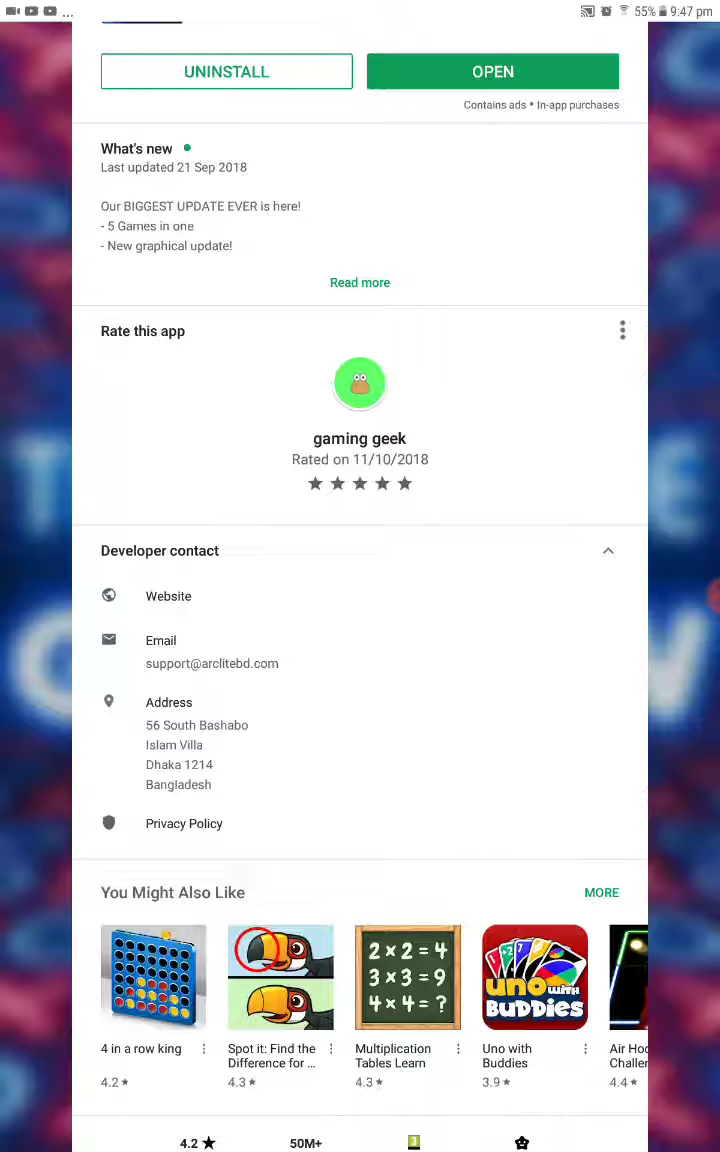 ... 55% 9:47 pm
UNINSTALL OPEN
Contains ads • In-app purchases
What's new
Last updated 21 Sep 2018
Our BIGGEST UPDATE EVER is here!
- 5 Games in one
- New graphical update!
Read more
Rate this app
gaming geek
Rated on 11/10/2018
Developer contact
Website
Email
support@arclitebd.com
Address
56 South Bashabo
Islam Villa
Dhaka 1214
Bangladesh
Privacy Policy
You Might Also Like MORE
2 × 2 = 4
3 × 3 = 9
4 × 4 = ?
UNO WITH
BUDDIES
4 in a row king
4.2 ★
Spot it: Find the
Difference for ...
4.3 ★
Multiplication
Tables Learn
4.3 ★
Uno with
Buddies
3.9 ★
Air Hoc
Challer
4.4 ★
4.2 ★ 50M+ 3